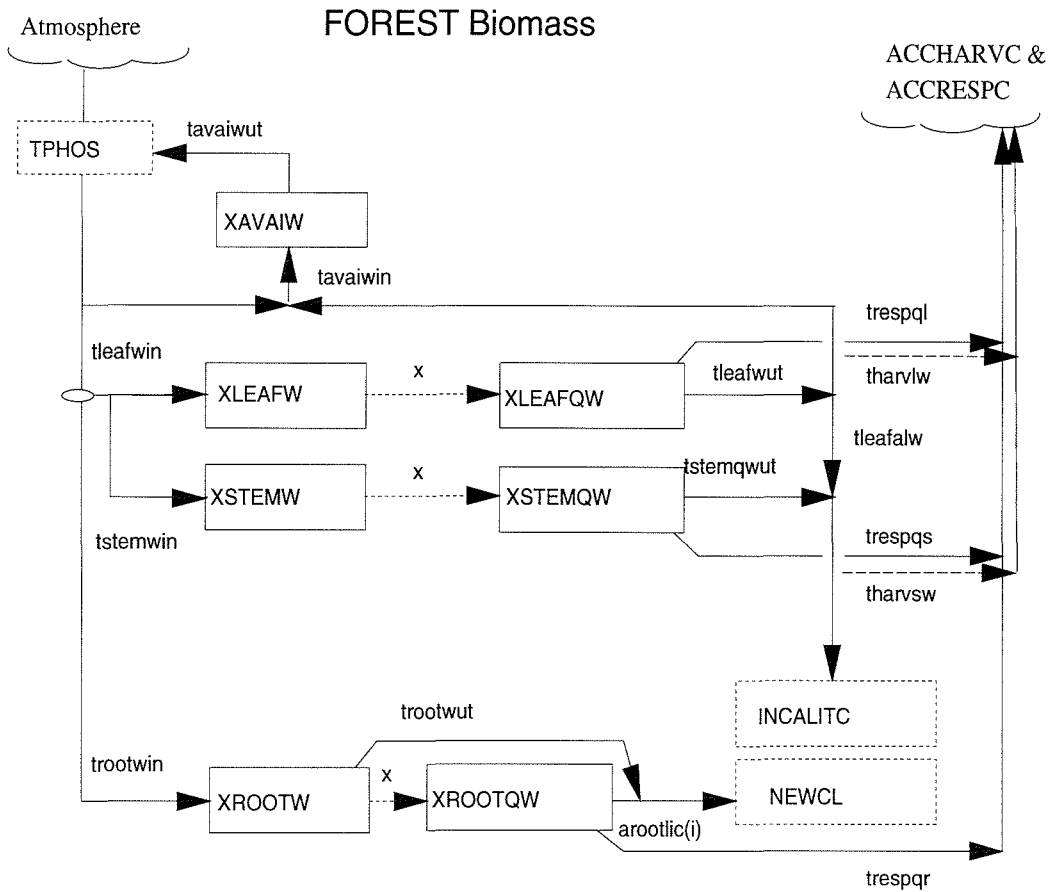 FOREST Biomass
Atmosphere
ACCHARVC &
ACCRESPC
TPHOS
tavaiwut
XAVAIW
tavaiwin
trespql
tleafwin
x
tleafwut
tharvlw
XLEAFW
XLEAFQW
tleafalw
x
tstemqwut
XSTEMW
XSTEMQW
tstemwin
trespqs
tharvsw
INCALITC
trootwut
trootwin
x
XROOTW
XROOTQW
NEWCL
arootlic(i)
trespqr